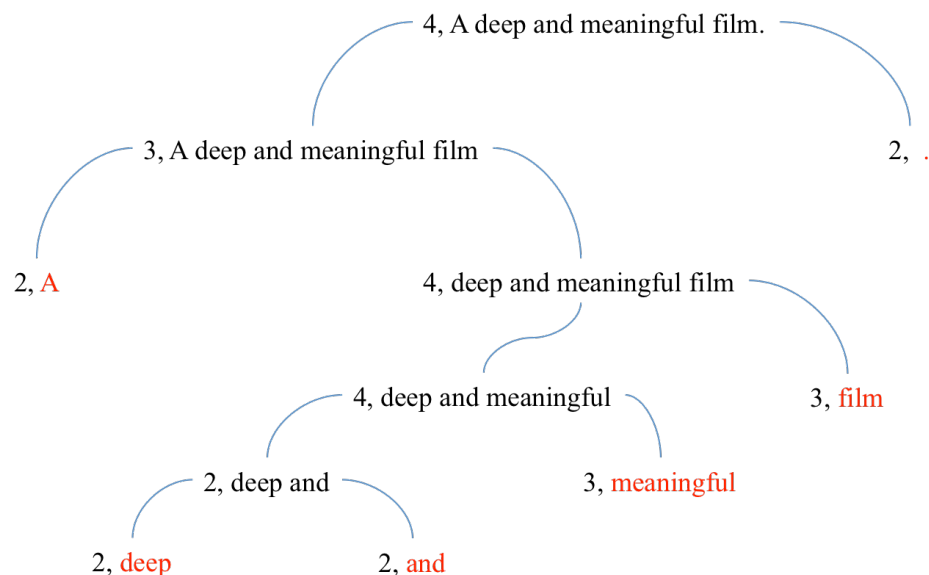 4, A deep and meaningful film.
3, A deep and meaningful film
2, .
2, A
4, deep and meaningful film
4, deep and meaningful
3, film
2, deep and
3, meaningful
2, deep
2, and